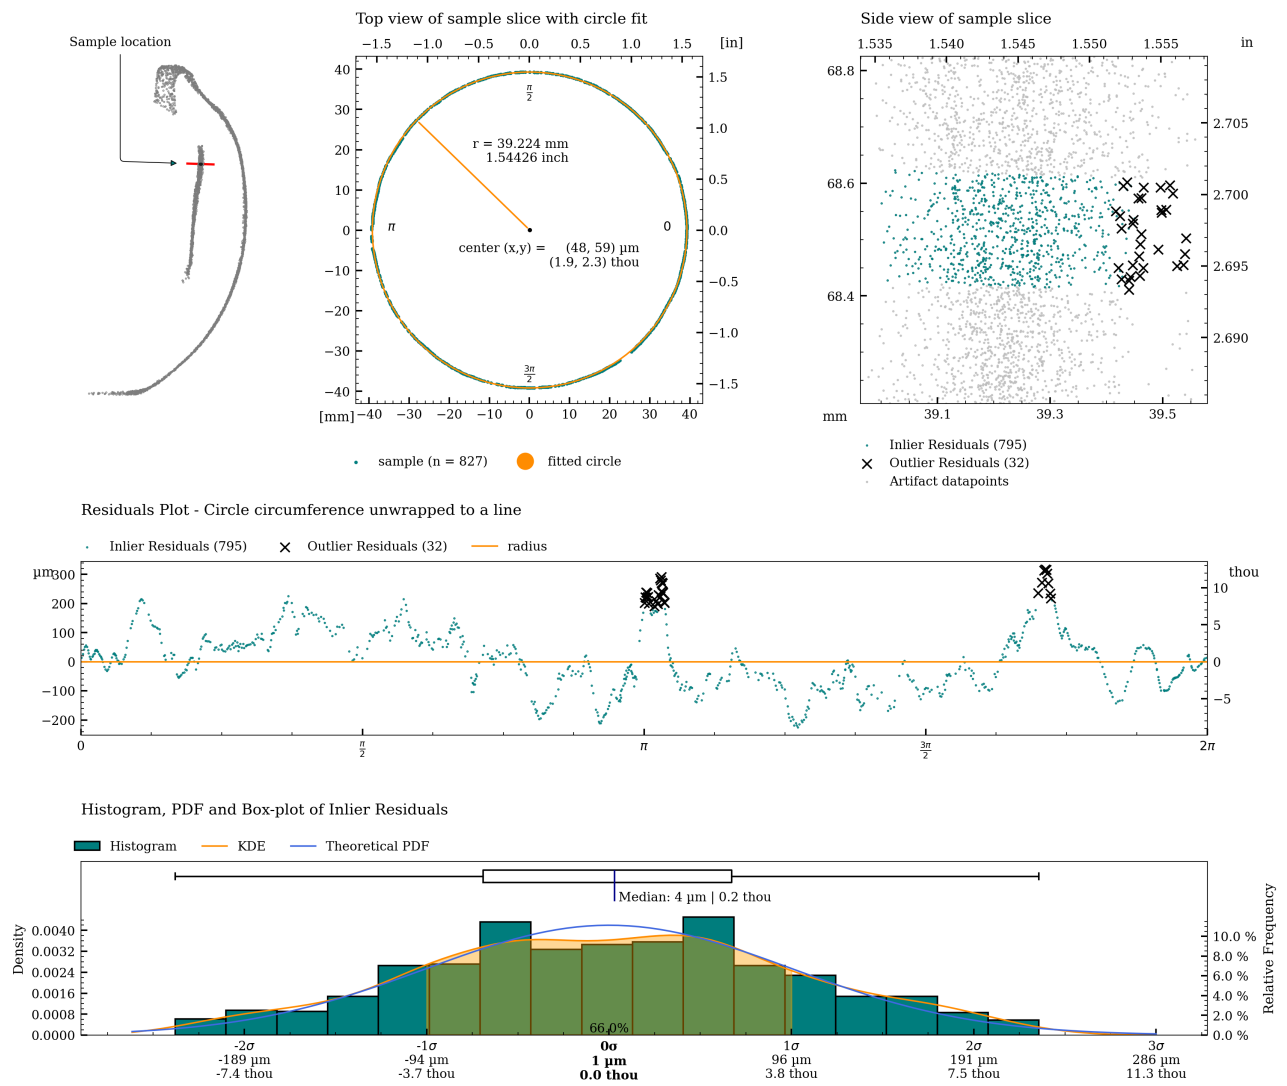 Sample location
Top view of sample slice with circle fit
−1.5 −1.0 −0.5 0.0 0.5 1.0 1.5 [in]
40
30
20
10
0
−10
−20
−30
−40
1.5
1.0
0.5
0.0
−0.5
−1.0
−1.5
π/2
r = 39.224 mm
1.54426 inch
π
0
center (x,y) = (48, 59) µm
(1.9, 2.3) thou
3π/2
[mm] −40 −30 −20 −10 0 10 20 30 40
sample (n = 827) fitted circle
Side view of sample slice
1.535 1.540 1.545 1.550 1.555 in
68.8
68.6
68.4
2.705
2.700
2.695
2.690
mm 39.1 39.3 39.5
Inlier Residuals (795)
Outlier Residuals (32)
Artifact datapoints
Residuals Plot - Circle circumference unwrapped to a line
Inlier Residuals (795) Outlier Residuals (32) radius
µm thou
300
200
100
0
−100
−200
10
5
0
−5
0 π/2 π 3π/2 2π
Histogram, PDF and Box-plot of Inlier Residuals
Histogram KDE Theoretical PDF
Median: 4 µm | 0.2 thou
Density
0.0040
0.0032
0.0024
0.0016
0.0008
0.0000
Relative Frequency
10.0 %
8.0 %
6.0 %
4.0 %
2.0 %
0.0 %
66.0%
-2σ -1σ 0σ 1σ 2σ 3σ
-189 µm -94 µm 1 µm 96 µm 191 µm 286 µm
-7.4 thou -3.7 thou 0.0 thou 3.8 thou 7.5 thou 11.3 thou